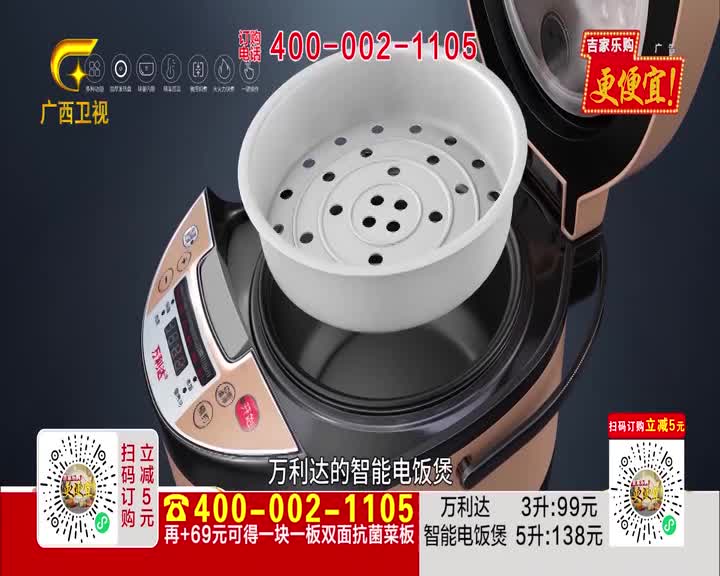 订购电话 400-002-1105
吉家乐购
广告
更便宜!
广西卫视
万利达
开始
扫码订购立减5元
万利达的智能电饭煲
立减5元
扫码订购
400-002-1105
再+69元可得一块一板双面抗菌菜板
万利达 3升:99元
智能电饭煲 5升:138元